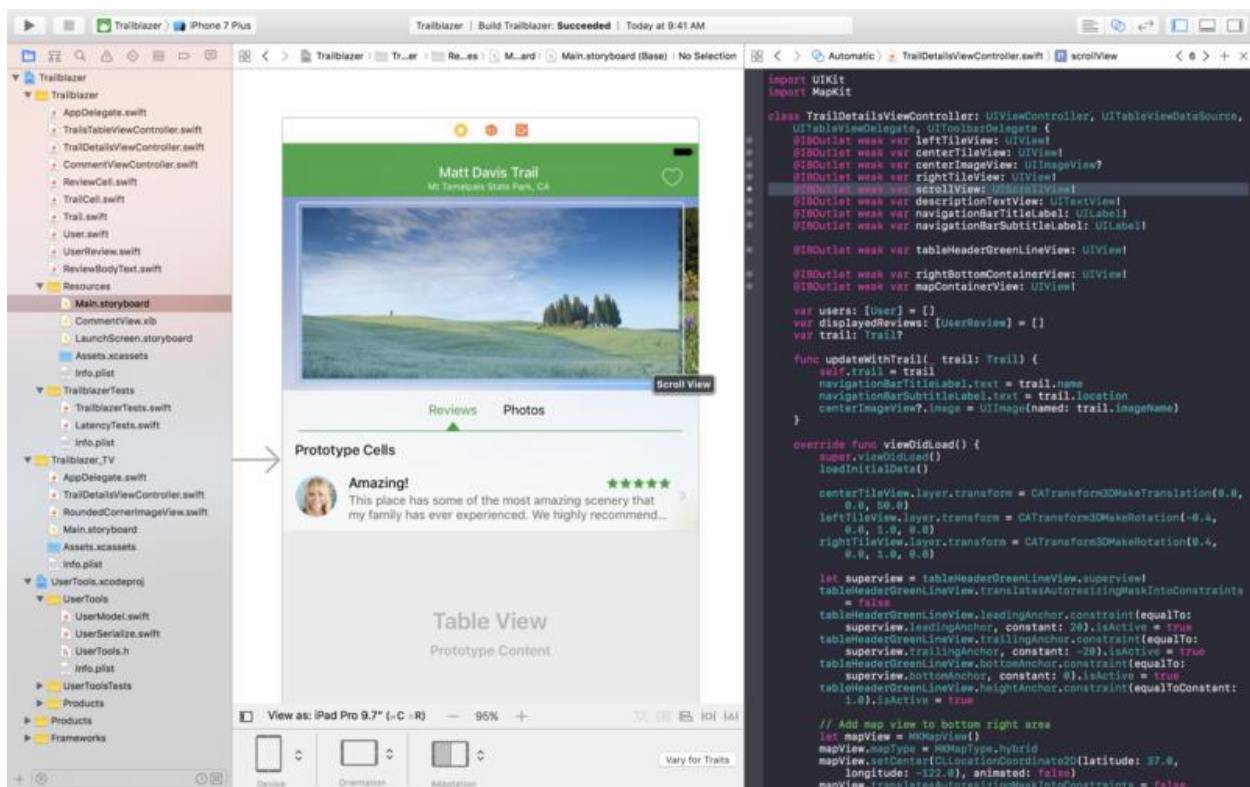 Trailblazer
iPhone 7 Plus
Trailblazer | Build Trailblazer: Succeeded | Today at 9:41 AM
Trailblazer
Trailblazer
AppDelegate.swift
TrailsTableViewController.swift
TrailDetailsViewController.swift
CommentViewController.swift
ReviewCell.swift
TrailCell.swift
Trail.swift
User.swift
UserReview.swift
ReviewBodyText.swift
Resources
Main.storyboard
CommentView.xib
LaunchScreen.storyboard
Assets.xcassets
Info.plist
TrailblazerTests
TrailblazerTests.swift
LatencyTests.swift
Info.plist
Trailblazer_TV
AppDelegate.swift
TrailDetailsViewController.swift
RoundedCornerImageView.swift
Main.storyboard
Assets.xcassets
Info.plist
UserTools.xcodeproj
UserTools
UserModel.swift
UserSerialize.swift
UserTools.h
Info.plist
UserToolsTests
Products
Products
Frameworks
Trailblazer
Tr...er
Re...es
M...ard
Main.storyboard (Base)
No Selection
Matt Davis Trail
Mt Tamalpais State Park, CA
Scroll View
Reviews
Photos
Prototype Cells
Amazing!
★★★★★
This place has some of the most amazing scenery that
my family has ever experienced. We highly recommend...
Table View
Prototype Content
View as: iPad Pro 9.7" (wC hR)
— 95% +
Device
Orientation
Adaptation
Vary for Traits
Automatic
TrailDetailsViewController.swift
scrollView
< 6 > + ×
import UIKit
import MapKit
class TrailDetailsViewController: UIViewController, UITableViewDataSource,
UITableViewDelegate, UIToolbarDelegate {
@IBOutlet weak var leftTileView: UIView!
@IBOutlet weak var centerTileView: UIView!
@IBOutlet weak var centerImageView: UIImageView?
@IBOutlet weak var rightTileView: UIView!
@IBOutlet weak var scrollView: UIScrollView!
@IBOutlet weak var descriptionTextView: UITextView!
@IBOutlet weak var navigationBarTitleLabel: UILabel!
@IBOutlet weak var navigationBarSubtitleLabel: UILabel!
@IBOutlet weak var tableHeaderGreenLineView: UIView!
@IBOutlet weak var rightBottomContainerView: UIView!
@IBOutlet weak var mapContainerView: UIView!
var users: [User] = []
var displayedReviews: [UserReview] = []
var trail: Trail?
func updateWithTrail(_ trail: Trail) {
self.trail = trail
navigationBarTitleLabel.text = trail.name
navigationBarSubtitleLabel.text = trail.location
centerImageView?.image = UIImage(named: trail.imageName)
}
override func viewDidLoad() {
super.viewDidLoad()
loadInitialData()
centerTileView.layer.transform = CATransform3DMakeTranslation(0.0,
0.0, 50.0)
leftTileView.layer.transform = CATransform3DMakeRotation(-0.4,
0.0, 1.0, 0.0)
rightTileView.layer.transform = CATransform3DMakeRotation(0.4,
0.0, 1.0, 0.0)
let superview = tableHeaderGreenLineView.superview!
tableHeaderGreenLineView.translatesAutoresizingMaskIntoConstraints
= false
tableHeaderGreenLineView.leadingAnchor.constraint(equalTo:
superview.leadingAnchor, constant: 20).isActive = true
tableHeaderGreenLineView.trailingAnchor.constraint(equalTo:
superview.trailingAnchor, constant: -20).isActive = true
tableHeaderGreenLineView.bottomAnchor.constraint(equalTo:
superview.bottomAnchor, constant: 0).isActive = true
tableHeaderGreenLineView.heightAnchor.constraint(equalToConstant:
1.0).isActive = true
// Add map view to bottom right area
let mapView = MKMapView()
mapView.mapType = MKMapType.hybrid
mapView.setCenter(CLLocationCoordinate2D(latitude: 37.0,
longitude: -122.0), animated: false)
mapView.translatesAutoresizingMaskIntoConstraints = false